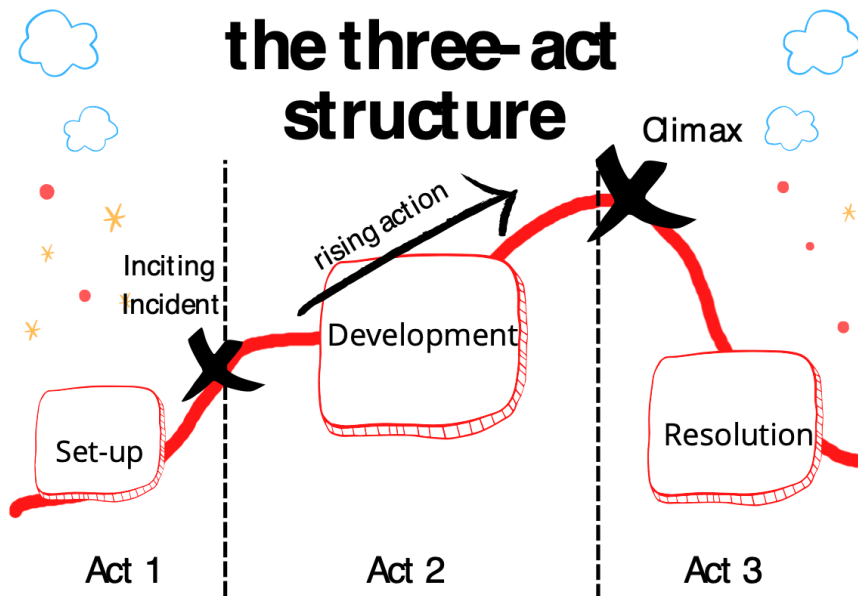 the three-act
structure
Climax
rising action
Inciting
Incident
Development
Set-up
Resolution
Act 1
Act 2
Act 3